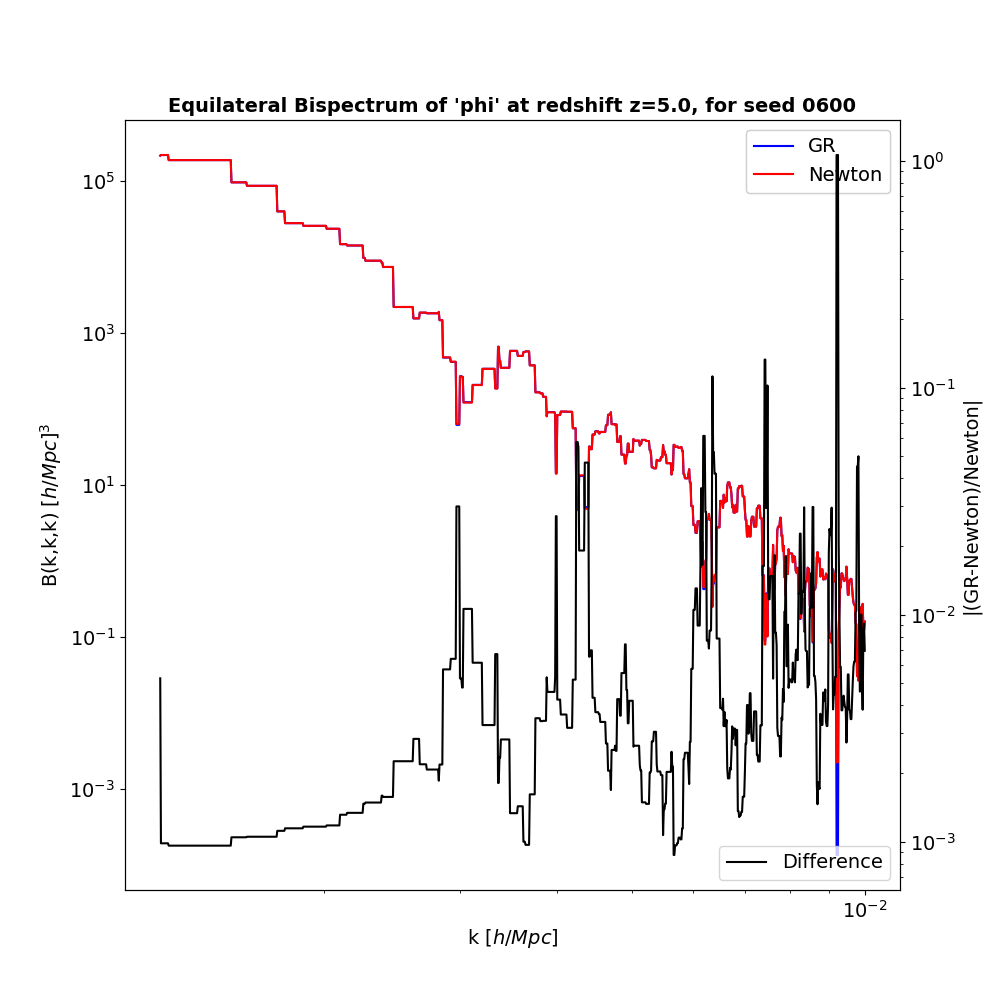 Equilateral Bispectrum of 'phi' at redshift z=5.0, for seed 0600
GR
Newton
10^5
10^3
10^1
10^{-1}
10^{-3}
B(k,k,k) [h/Mpc]^3
10^0
10^{-1}
10^{-2}
10^{-3}
|(GR-Newton)/Newton|
Difference
10^{-2}
k [h/Mpc]